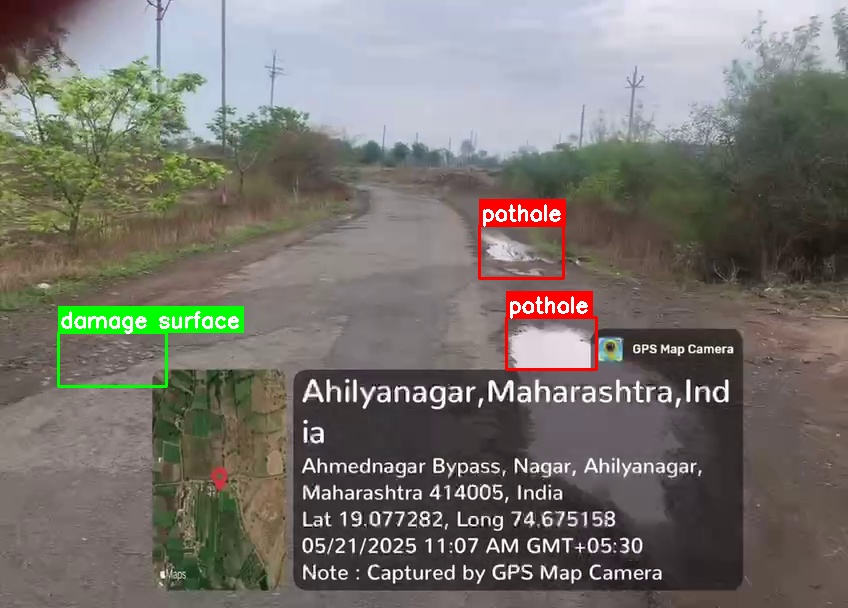 pothole
pothole
damage surface
GPS Map Camera
Ahilyanagar,Maharashtra,Ind
ia
Ahmednagar Bypass, Nagar, Ahilyanagar,
Maharashtra 414005, India
Lat 19.077282, Long 74.675158
05/21/2025 11:07 AM GMT+05:30
Note : Captured by GPS Map Camera
Maps